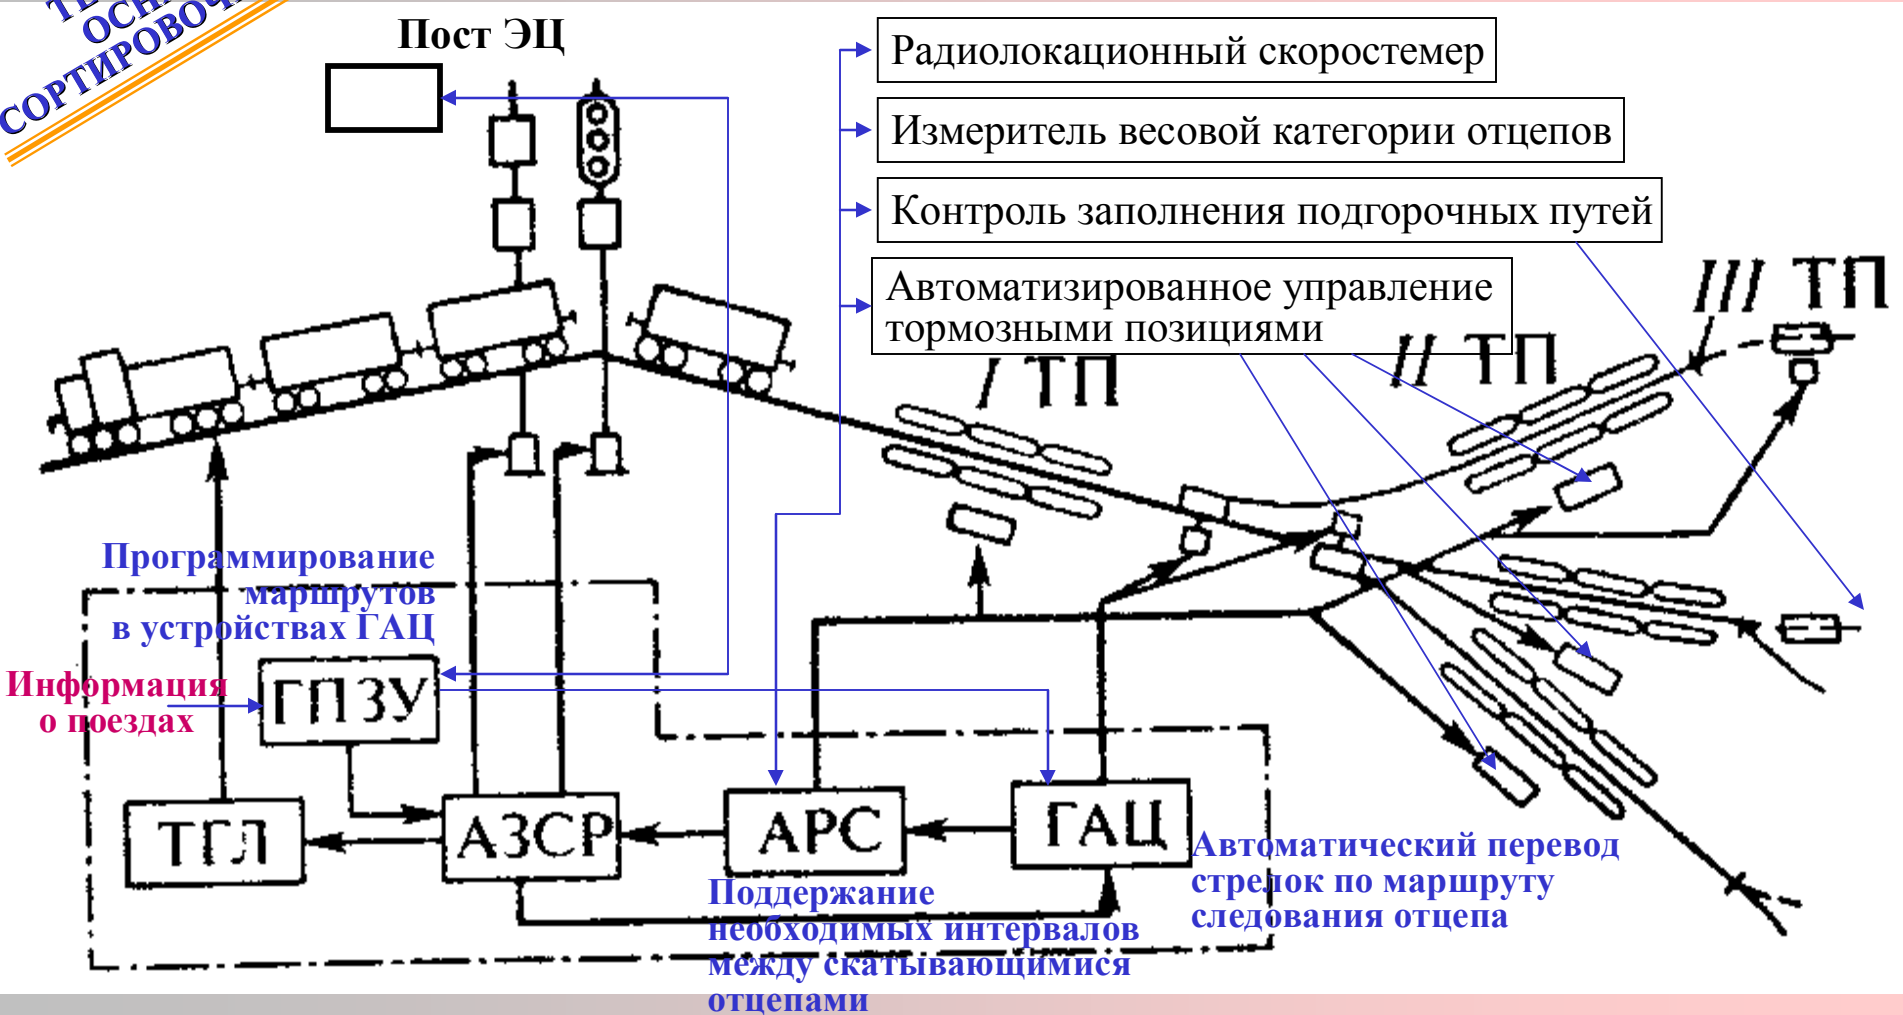 ОСН
СОРТИРОВОЧ
Пост ЭЦ
Радиолокационный скоростемер
Измеритель весовой категории отцепов
Контроль заполнения подгорочных путей
Автоматизированное управление
тормозными позициями
I ТП
II ТП
III ТП
Программирование
маршрутов
в устройствах ГАЦ
Информация
о поездах
ГПЗУ
ТГЛ
АЗСР
АРС
ГАЦ
Поддержание
необходимых интервалов
между скатывающимися
отцепами
Автоматический перевод
стрелок по маршруту
следования отцепа